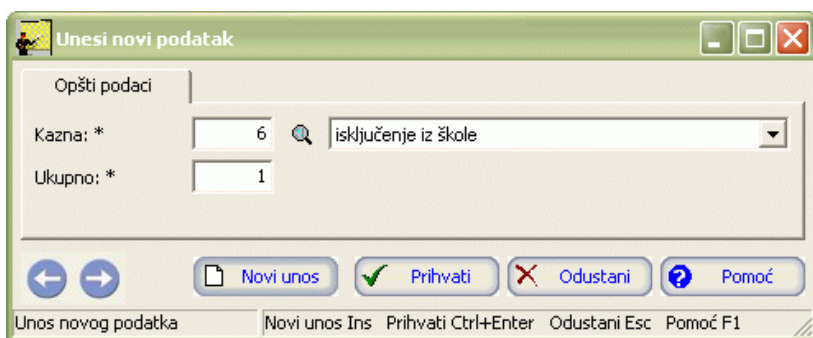 Unesi novi podatak
Opšti podaci
Kazna: * 6 isključenje iz škole
Ukupno: * 1
Novi unos Prihvati Odustani ? Pomoć
Unos novog podatka Novi unos Ins Prihvati Ctrl+Enter Odustani Esc Pomoć F1